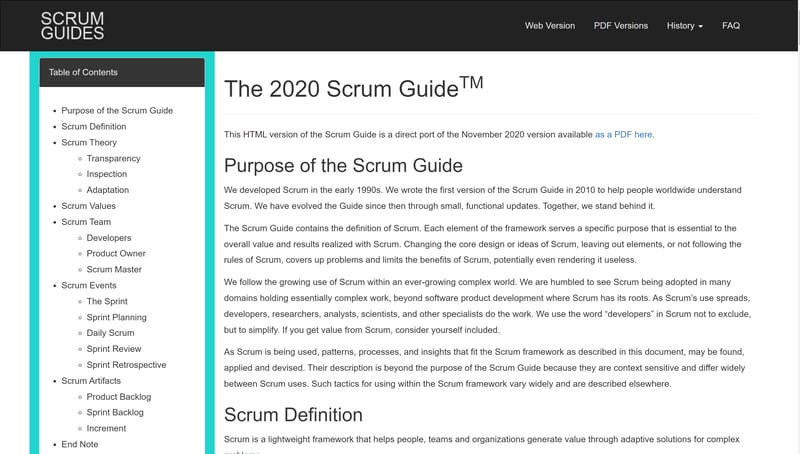 SCRUM
GUIDES
Web Version
PDF Versions
History
FAQ
Table of Contents
Purpose of the Scrum Guide
Scrum Definition
Scrum Theory
Transparency
Inspection
Adaptation
Scrum Values
Scrum Team
Developers
Product Owner
Scrum Master
Scrum Events
The Sprint
Sprint Planning
Daily Scrum
Sprint Review
Sprint Retrospective
Scrum Artifacts
Product Backlog
Sprint Backlog
Increment
End Note
The 2020 Scrum Guide™
This HTML version of the Scrum Guide is a direct port of the November 2020 version available as a PDF here.
Purpose of the Scrum Guide
We developed Scrum in the early 1990s. We wrote the first version of the Scrum Guide in 2010 to help people worldwide understand
Scrum. We have evolved the Guide since then through small, functional updates. Together, we stand behind it.
The Scrum Guide contains the definition of Scrum. Each element of the framework serves a specific purpose that is essential to the
overall value and results realized with Scrum. Changing the core design or ideas of Scrum, leaving out elements, or not following the
rules of Scrum, covers up problems and limits the benefits of Scrum, potentially even rendering it useless.
We follow the growing use of Scrum within an ever-growing complex world. We are humbled to see Scrum being adopted in many
domains holding essentially complex work, beyond software product development where Scrum has its roots. As Scrum’s use spreads,
developers, researchers, analysts, scientists, and other specialists do the work. We use the word “developers” in Scrum not to exclude,
but to simplify. If you get value from Scrum, consider yourself included.
As Scrum is being used, patterns, processes, and insights that fit the Scrum framework as described in this document, may be found,
applied and devised. Their description is beyond the purpose of the Scrum Guide because they are context sensitive and differ widely
between Scrum uses. Such tactics for using within the Scrum framework vary widely and are described elsewhere.
Scrum Definition
Scrum is a lightweight framework that helps people, teams and organizations generate value through adaptive solutions for complex